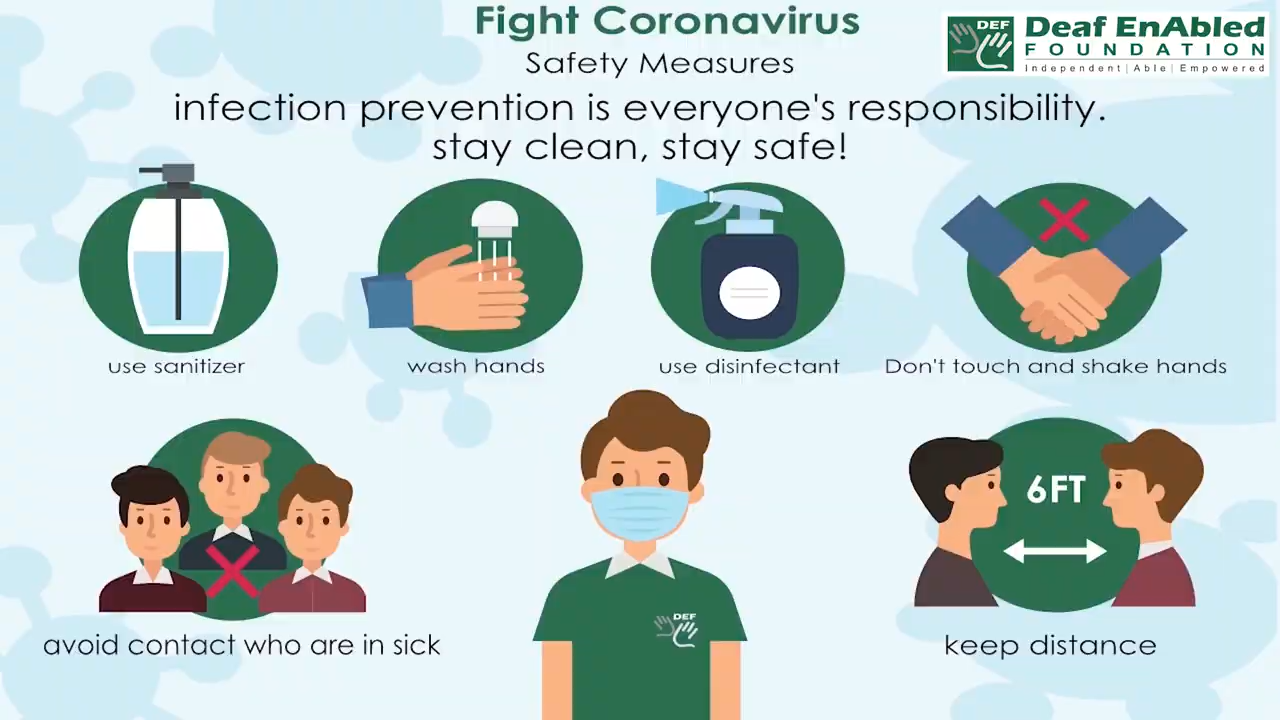 Fight Coronavirus
Safety Measures
DEF
Deaf EnAbled
FOUNDATION
Independent | Able | Empowered
infection prevention is everyone's responsibility.
stay clean, stay safe!
use sanitizer
wash hands
use disinfectant
Don't touch and shake hands
6FT
DEF
avoid contact who are in sick
keep distance